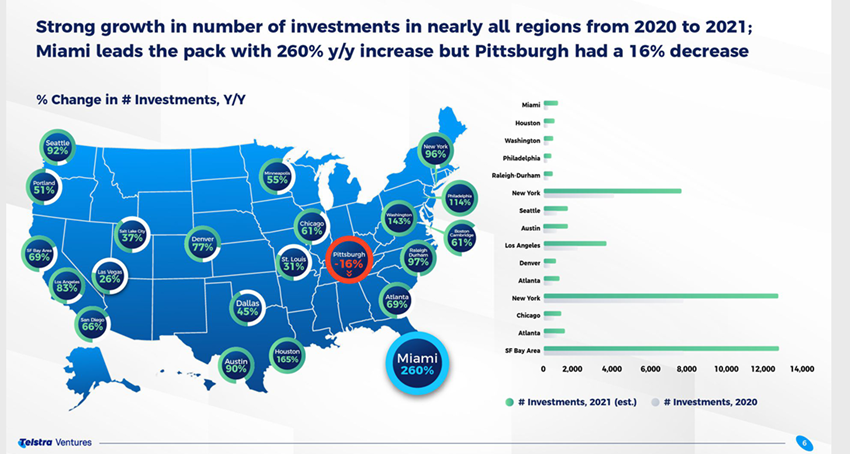 Strong growth in number of investments in nearly all regions from 2020 to 2021;
Miami leads the pack with 260% y/y increase but Pittsburgh had a 16% decrease
% Change in # Investments, Y/Y
Seattle
92%
Portland
51%
SF Bay Area
69%
Los Angeles
83%
San Diego
66%
Salt Lake City
37%
Las Vegas
26%
Denver
77%
Minneapolis
55%
Chicago
61%
St. Louis
31%
Dallas
45%
Austin
90%
Houston
165%
Pittsburgh
-16%
New York
96%
Philadelphia
114%
Washington
143%
Boston
Cambridge
61%
Raleigh
Durham
97%
Atlanta
69%
Miami
260%
Miami
Houston
Washington
Philadelphia
Raleigh-Durham
New York
Seattle
Austin
Los Angeles
Denver
Atlanta
New York
Chicago
Atlanta
SF Bay Area
0 2,000 4,000 6,000 8,000 10,000 12,000 14,000
# Investments, 2021 (est.) # Investments, 2020
Telstra Ventures
6